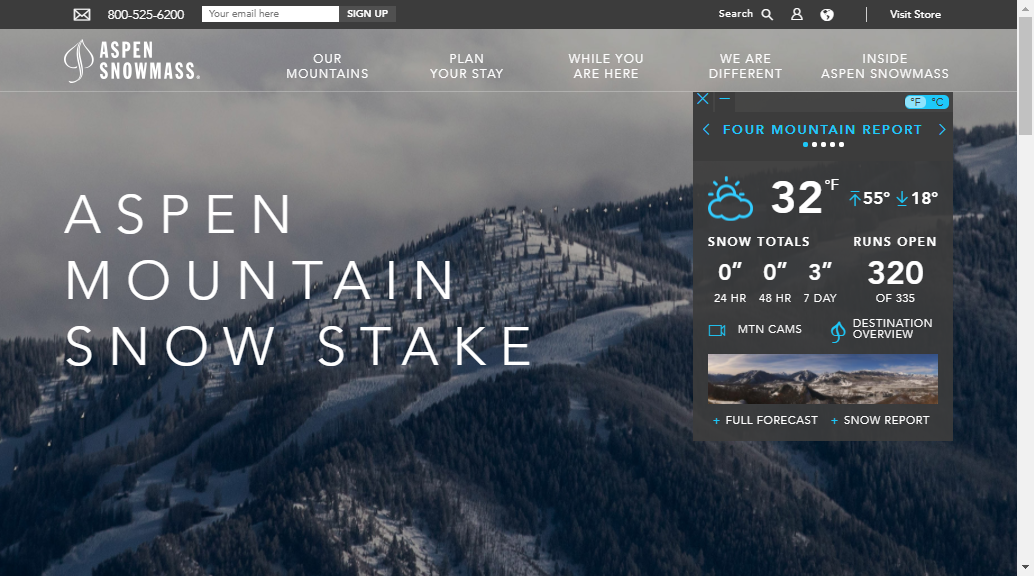 800-525-6200
Your email here
SIGN UP
Search
Visit Store
ASPEN
SNOWMASS®
OUR
MOUNTAINS
PLAN
YOUR STAY
WHILE YOU
ARE HERE
WE ARE
DIFFERENT
INSIDE
ASPEN SNOWMASS
°F °C
FOUR MOUNTAIN REPORT
ASPEN
MOUNTAIN
SNOW STAKE
32°F 55° 18°
SNOW TOTALS
0″ 0″ 3″
24 HR 48 HR 7 DAY
RUNS OPEN
320
OF 335
MTN CAMS
DESTINATION
OVERVIEW
+ FULL FORECAST + SNOW REPORT